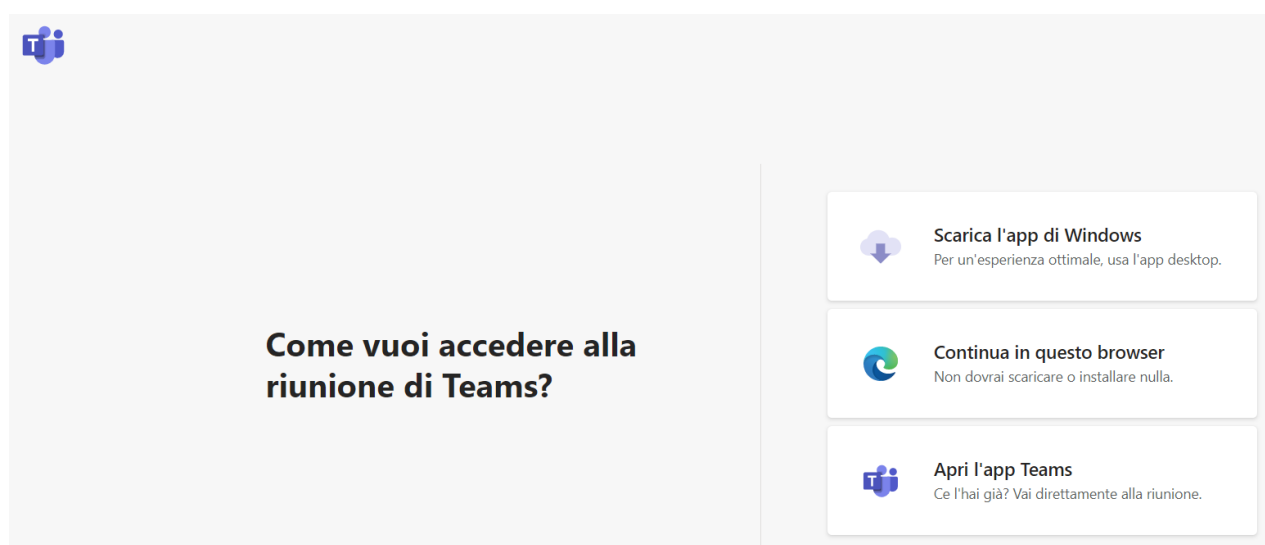 T
Come vuoi accedere alla
riunione di Teams?
Scarica l'app di Windows
Per un'esperienza ottimale, usa l'app desktop.
Continua in questo browser
Non dovrai scaricare o installare nulla.
T
Apri l'app Teams
Ce l'hai già? Vai direttamente alla riunione.